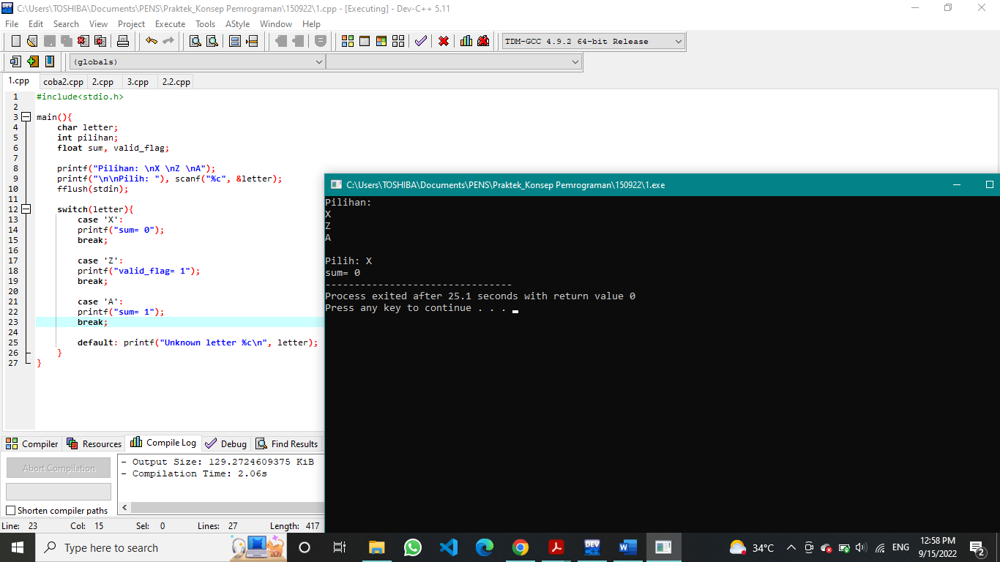 C:\Users\TOSHIBA\Documents\PENS\Praktek_Konsep Pemrograman\150922\1.cpp - [Executing] - Dev-C++ 5.11
File Edit Search View Project Execute Tools AStyle Window Help
TDM-GCC 4.9.2 64-bit Release
(globals)
1.cpp coba2.cpp 2.cpp 3.cpp 2.2.cpp
1 #include<stdio.h>
2
3 main(){
4 char letter;
5 int pilihan;
6 float sum, valid_flag;
7
8 printf("Pilihan: \nX \nZ \nA");
9 printf("\n\nPilih: "), scanf("%c", &letter);
10 fflush(stdin);
11
12 switch(letter){
13 case 'X':
14 printf("sum= 0");
15 break;
16
17 case 'Z':
18 printf("valid_flag= 1");
19 break;
20
21 case 'A':
22 printf("sum= 1");
23 break;
24
25 default: printf("Unknown letter %c\n", letter);
26 }
27 }
C:\Users\TOSHIBA\Documents\PENS\Praktek_Konsep Pemrograman\150922\1.exe
Pilihan:
X
Z
A
Pilih: X
sum= 0
--------------------------------
Process exited after 25.1 seconds with return value 0
Press any key to continue . . .
Compiler Resources Compile Log Debug Find Results
Abort Compilation
Shorten compiler paths
- Output Size: 129.2724609375 KiB
- Compilation Time: 2.06s
Line: 23 Col: 15 Sel: 0 Lines: 27 Length: 417
Type here to search
34°C
ENG
12:58 PM
9/15/2022
2